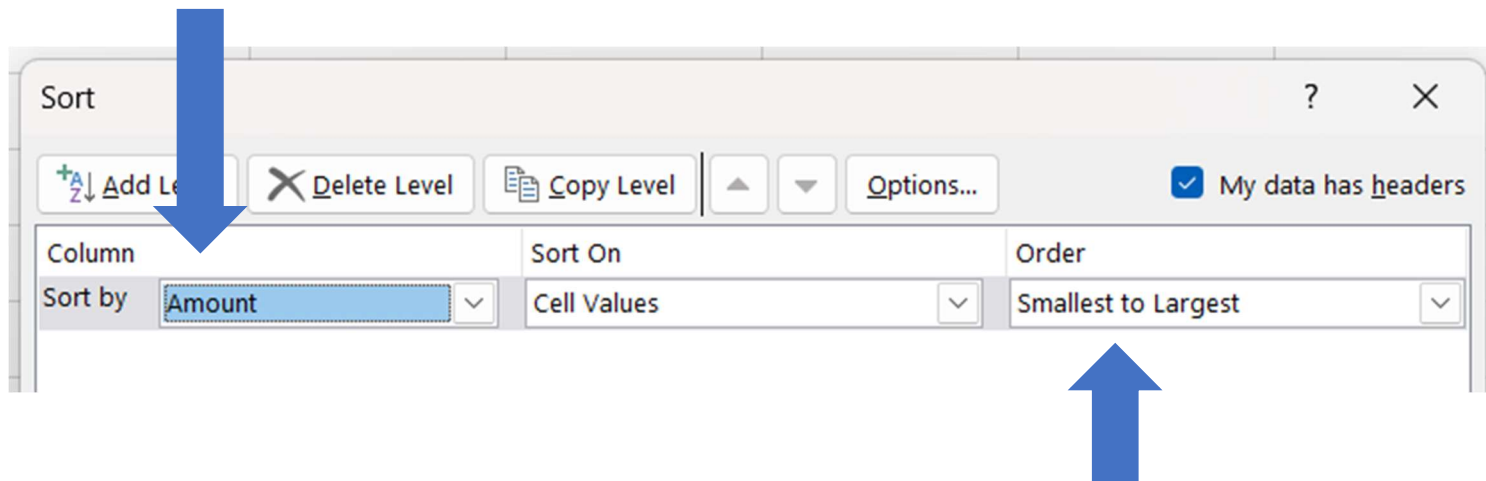 Sort ?
Add Delete Level Copy Level Options... My data has headers
Column Sort On Order
Sort by Amount Cell Values Smallest to Largest